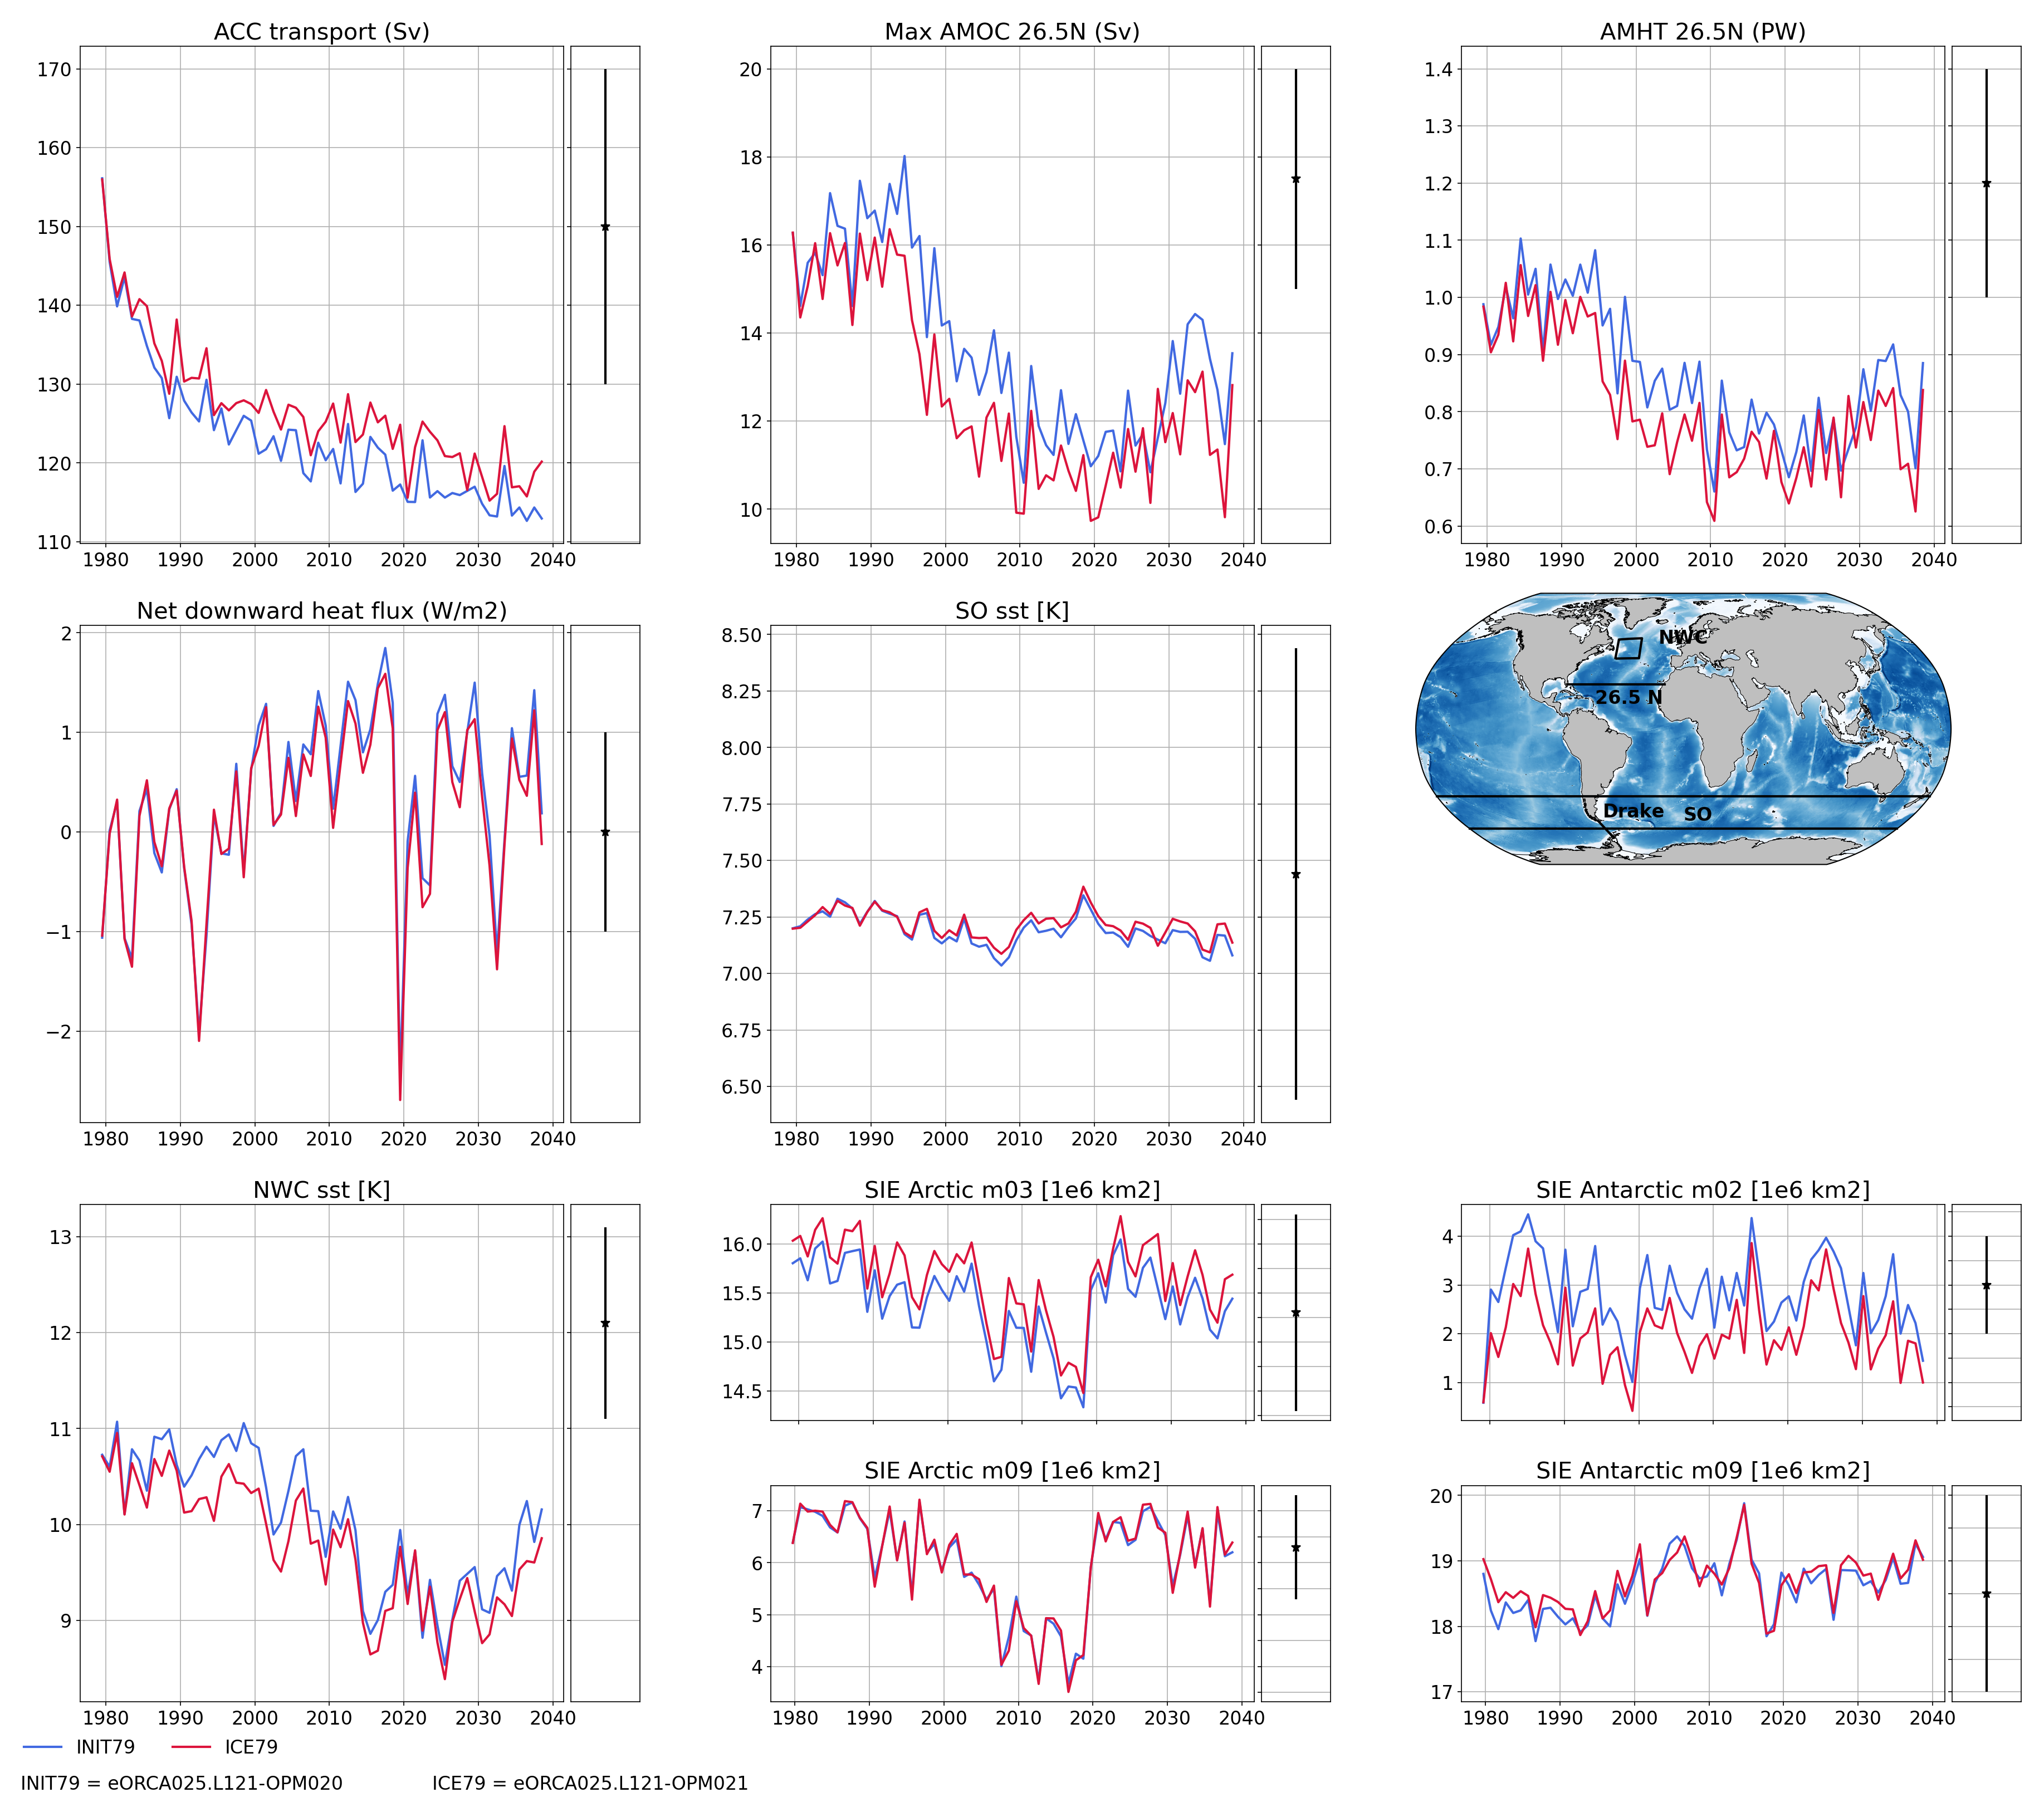 ACC transport (Sv)
Max AMOC 26.5N (Sv)
AMHT 26.5N (PW)
170
160
150
140
130
120
110
1980 1990 2000 2010 2020 2030 2040
20
18
16
14
12
10
1980 1990 2000 2010 2020 2030 2040
1.4
1.3
1.2
1.1
1.0
0.9
0.8
0.7
0.6
1980 1990 2000 2010 2020 2030 2040
Net downward heat flux (W/m2)
2
1
0
−1
−2
1980 1990 2000 2010 2020 2030 2040
SO sst [K]
8.50
8.25
8.00
7.75
7.50
7.25
7.00
6.75
6.50
1980 1990 2000 2010 2020 2030 2040
NWC
26.5 N
Drake SO
NWC sst [K]
13
12
11
10
9
1980 1990 2000 2010 2020 2030 2040
SIE Arctic m03 [1e6 km2]
16.0
15.5
15.0
14.5
SIE Antarctic m02 [1e6 km2]
4
3
2
1
SIE Arctic m09 [1e6 km2]
7
6
5
4
1980 1990 2000 2010 2020 2030 2040
SIE Antarctic m09 [1e6 km2]
20
19
18
17
1980 1990 2000 2010 2020 2030 2040
INIT79 ICE79
INIT79 = eORCA025.L121-OPM020 ICE79 = eORCA025.L121-OPM021